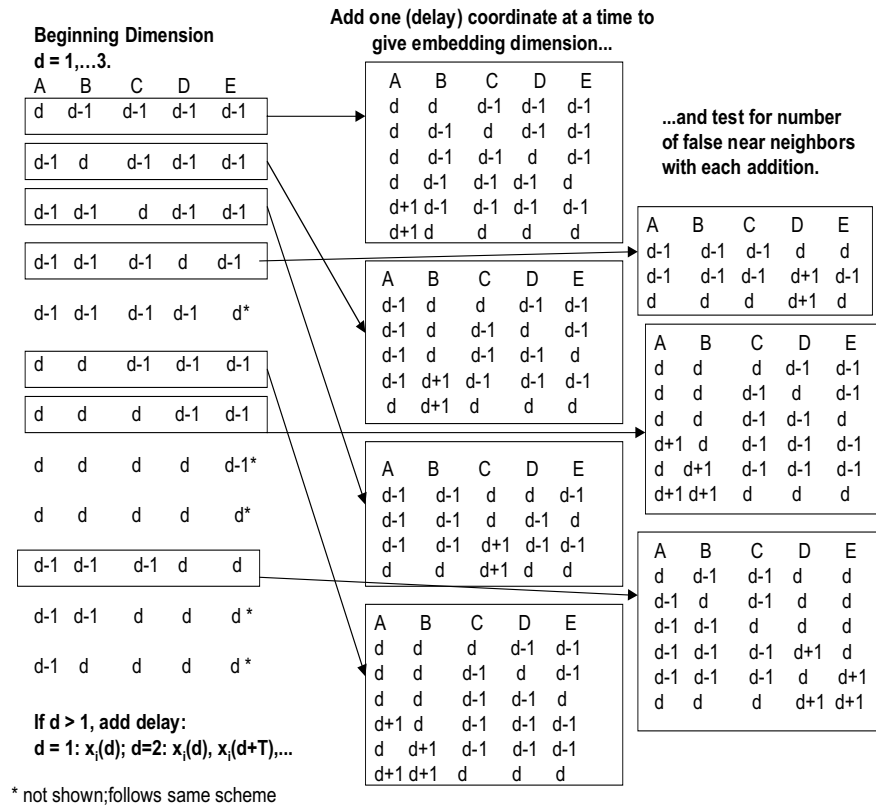 Beginning Dimension
d = 1,…3.
A B C D E
d d-1 d-1 d-1 d-1
d-1 d d-1 d-1 d-1
d-1 d-1 d d-1 d-1
d-1 d-1 d-1 d d-1
d-1 d-1 d-1 d-1 d*
d d d-1 d-1 d-1
d d d d-1 d-1
d d d d d-1*
d d d d d*
d-1 d-1 d-1 d d
d-1 d-1 d d d *
d-1 d d d d *
If d > 1, add delay:
d = 1: xi(d); d=2: xi(d), xi(d+T),...
* not shown;follows same scheme
Add one (delay) coordinate at a time to
give embedding dimension...
A B C D E
d d d-1 d-1 d-1
d d-1 d d-1 d-1
d d-1 d-1 d d-1
d d-1 d-1 d-1 d
d+1 d-1 d-1 d-1 d-1
d+1 d d d d
A B C D E
d-1 d d d-1 d-1
d-1 d d-1 d d-1
d-1 d d-1 d-1 d
d-1 d+1 d-1 d-1 d-1
d d+1 d d d
A B C D E
d-1 d-1 d d d-1
d-1 d-1 d d-1 d
d-1 d-1 d+1 d-1 d-1
d d d+1 d d
A B C D E
d d d d-1 d-1
d d d-1 d d-1
d d d-1 d-1 d
d+1 d d-1 d-1 d-1
d d+1 d-1 d-1 d-1
d+1 d+1 d d d
...and test for number
of false near neighbors
with each addition.
A B C D E
d-1 d-1 d-1 d d
d-1 d-1 d-1 d+1 d-1
d d d d+1 d
A B C D E
d d d d-1 d-1
d d d-1 d d-1
d d d-1 d-1 d
d+1 d d-1 d-1 d-1
d d+1 d-1 d-1 d-1
d+1 d+1 d d d
A B C D E
d d-1 d-1 d d
d-1 d d-1 d d
d-1 d-1 d d d
d-1 d-1 d-1 d+1 d
d-1 d-1 d-1 d d+1
d d d d+1 d+1